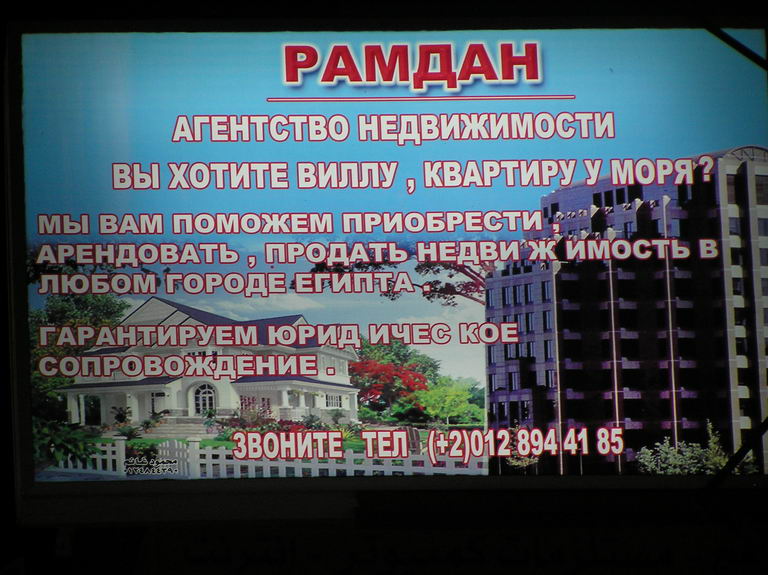 РАМДАН
АГЕНТСТВО НЕДВИЖИМОСТИ
ВЫ ХОТИТЕ ВИЛЛУ , КВАРТИРУ У МОРЯ?
МЫ ВАМ ПОМОЖЕМ ПРИОБРЕСТИ ,
АРЕНДОВАТЬ , ПРОДАТЬ НЕДВИ Ж ИМОСТЬ В
ЛЮБОМ ГОРОДЕ ЕГИПТА .
ГАРАНТИРУЕМ ЮРИД ИЧЕС КОЕ
СОПРОВОЖДЕНИЕ .
ЗВОНИТЕ ТЕЛ (+2)012 894 41 85